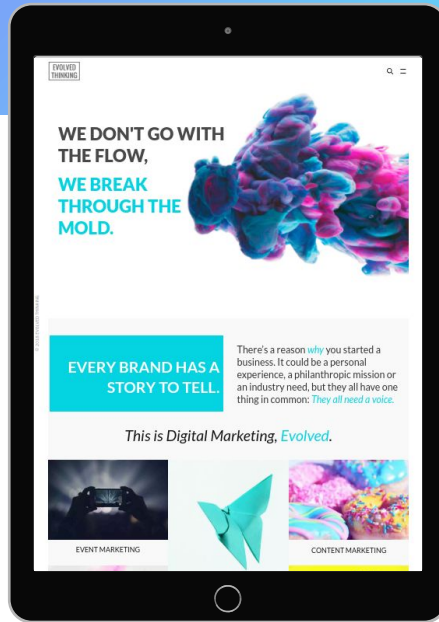 EVOLVED
THINKING
WE DON'T GO WITH
THE FLOW,
WE BREAK
THROUGH THE
MOLD.
EVERY BRAND HAS A
STORY TO TELL.
There's a reason why you started a
business. It could be a personal
experience, a philanthropic mission or
an industry need, but they all have one
thing in common: They all need a voice.
This is Digital Marketing, Evolved.
EVENT MARKETING
CONTENT MARKETING